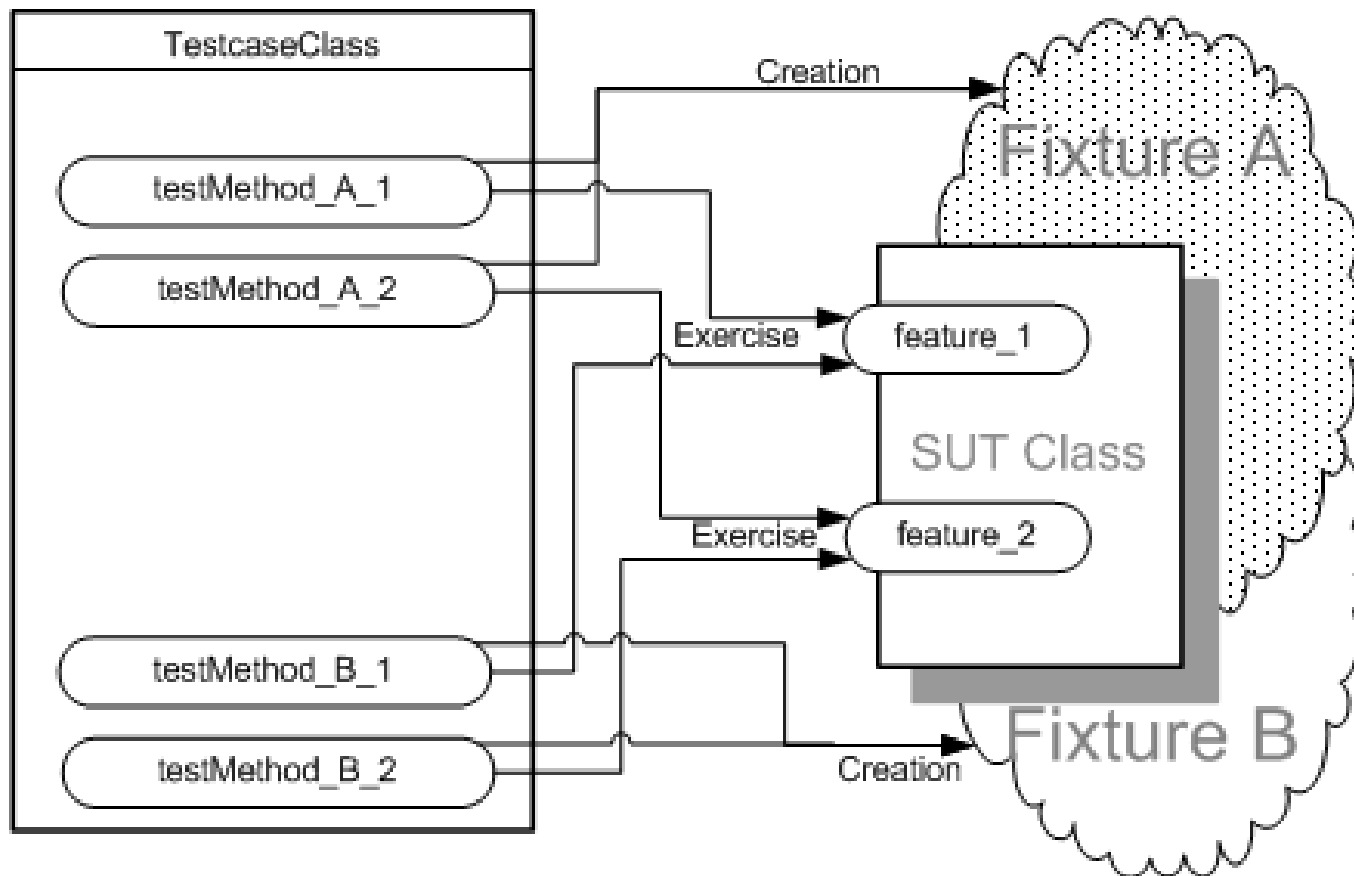 TestcaseClass
Creation
Fixture A
testMethod_A_1
testMethod_A_2
Exercise
feature_1
SUT Class
Exercise
feature_2
testMethod_B_1
testMethod_B_2
Creation
Fixture B